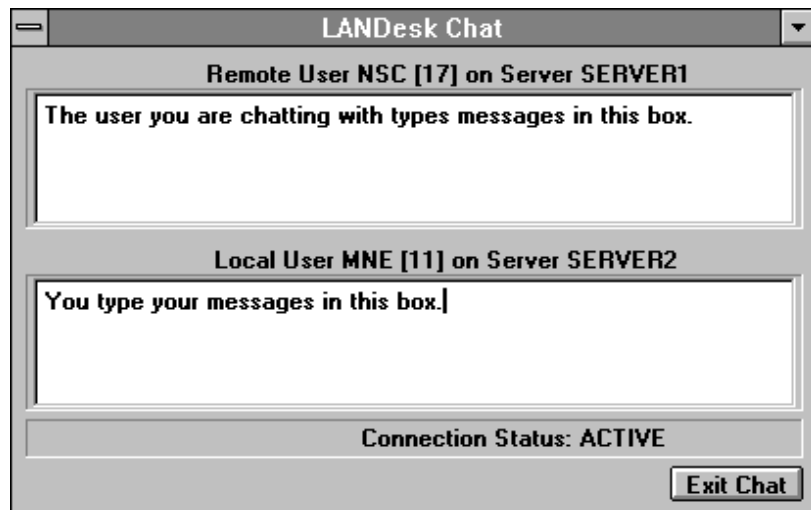 LANDesk Chat
Remote User NSC [17] on Server SERVER1
The user you are chatting with types messages in this box.
Local User MNE [11] on Server SERVER2
You type your messages in this box.
Connection Status: ACTIVE
Exit Chat